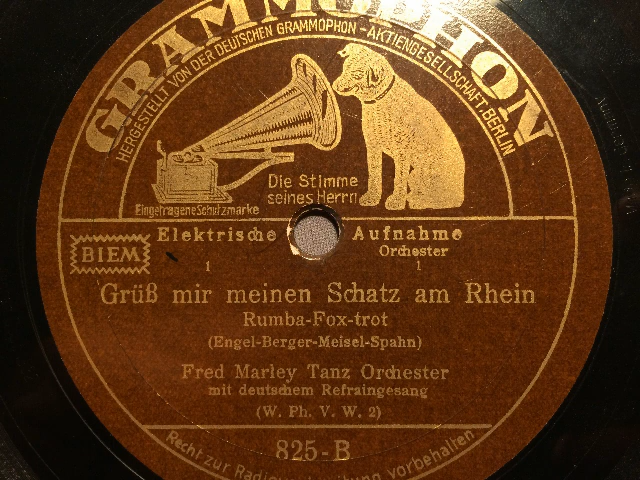 GRAMMOPHON
HERGESTELLT VON DER DEUTSCHEN GRAMMOPHON - AKTIENGESELLSCHAFT BERLIN
Die Stimme
seines Herrn
Eingetragene Schutzmarke
BIEM
Elektrische Aufnahme
Orchester
1 1
Grüß mir meinen Schatz am Rhein
Rumba-Fox-trot
(Engel-Berger-Meisel-Spahn)
Fred Marley Tanz Orchester
mit deutschem Refraingesang
(W. Ph. V. W. 2)
825-B
Recht zur vorbehalten